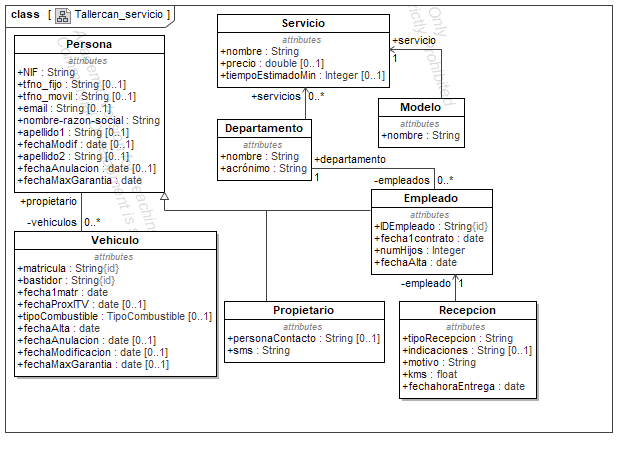 class [ Tallercan_servicio ]
Persona
attributes
+NIF : String
+tfno_fijo : String [0..1]
+tfno_movil : String [0..1]
+email : String [0..1]
+nombre-razon-social : String
+apellido1 : String [0..1]
+fechaModif : date [0..1]
+apellido2 : String [0..1]
+fechaAnulacion : date [0..1]
+fechaMaxGarantia : date
+propietario
-vehiculos 0..*
Vehiculo
attributes
+matricula : String{id}
+bastidor : String{id}
+fecha1matr : date
+fechaProxITV : date [0..1]
+tipoCombustible : TipoCombustible [0..1]
+fechaAlta : date
+fechaAnulacion : date [0..1]
+fechaModificacion : date [0..1]
+fechaMaxGarantia : date [0..1]
Servicio
attributes
+nombre : String
+precio : double [0..1]
+tiempoEstimadoMin : Integer [0..1]
+servicio
1
Modelo
attributes
+nombre : String
+servicios 0..*
Departamento
attributes
+nombre : String
+acrónimo : String
+departamento
1
-empleados 0..*
Empleado
attributes
+IDEmpleado : String{id}
+fecha1contrato : date
+numHijos : Integer
+fechaAlta : date
-empleado 1
Propietario
attributes
+personaContacto : String [0..1]
+sms : String
Recepcion
attributes
+tipoRecepcion : String
+indicaciones : String [0..1]
+motivo : String
+kms : float
+fechahoraEntrega : date
Only